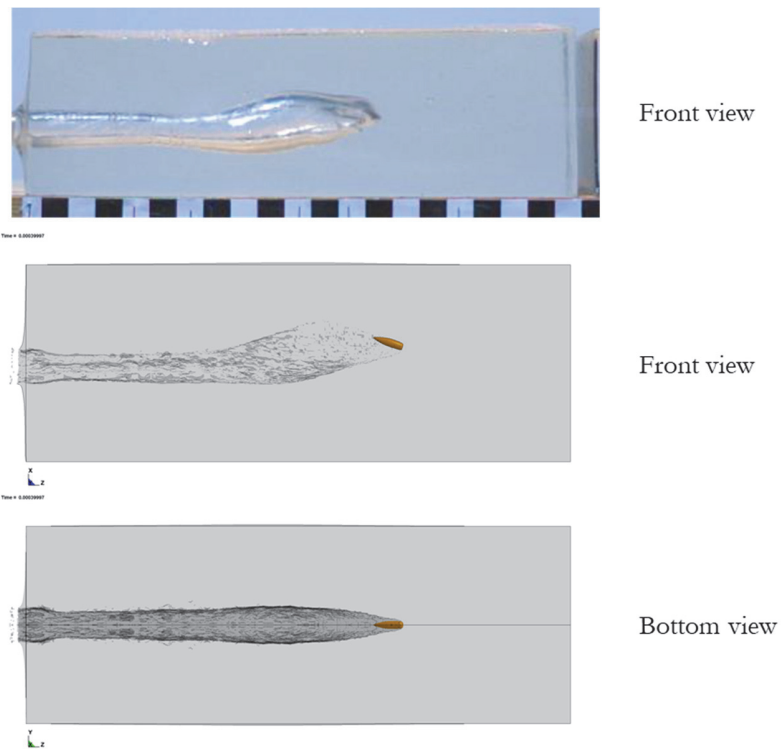 Front view
Time = 0.00039997
Front view
X
Z
Time = 0.00039997
Bottom view
Y
Z